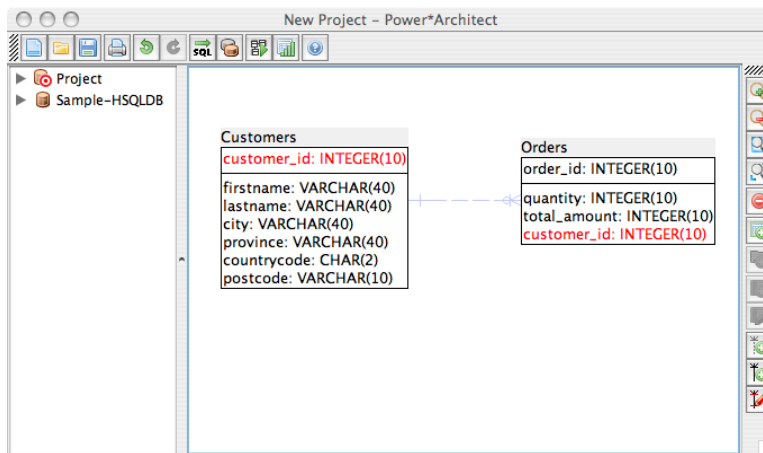 New Project – Power*Architect
SQL
Project
Sample-HSQLDB
Customers
customer_id: INTEGER(10)
firstname: VARCHAR(40)
lastname: VARCHAR(40)
city: VARCHAR(40)
province: VARCHAR(40)
countrycode: CHAR(2)
postcode: VARCHAR(10)
Orders
order_id: INTEGER(10)
quantity: INTEGER(10)
total_amount: INTEGER(10)
customer_id: INTEGER(10)